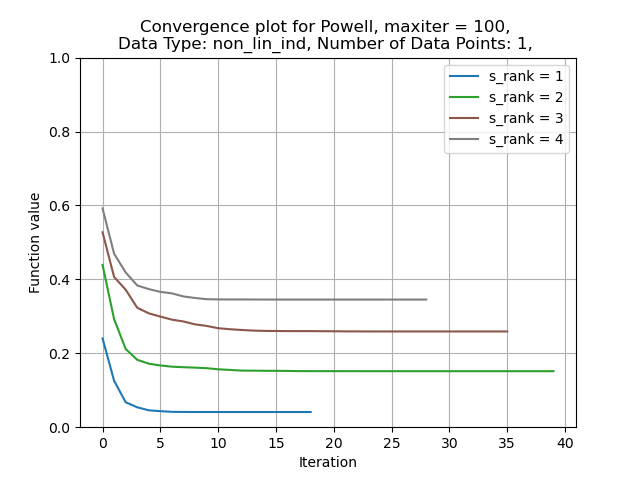 Convergence plot for Powell, maxiter = 100,
Data Type: non_lin_ind, Number of Data Points: 1,
1.0
0.8
0.6
0.4
0.2
0.0
Function value
s_rank = 1
s_rank = 2
s_rank = 3
s_rank = 4
0 5 10 15 20 25 30 35 40
Iteration